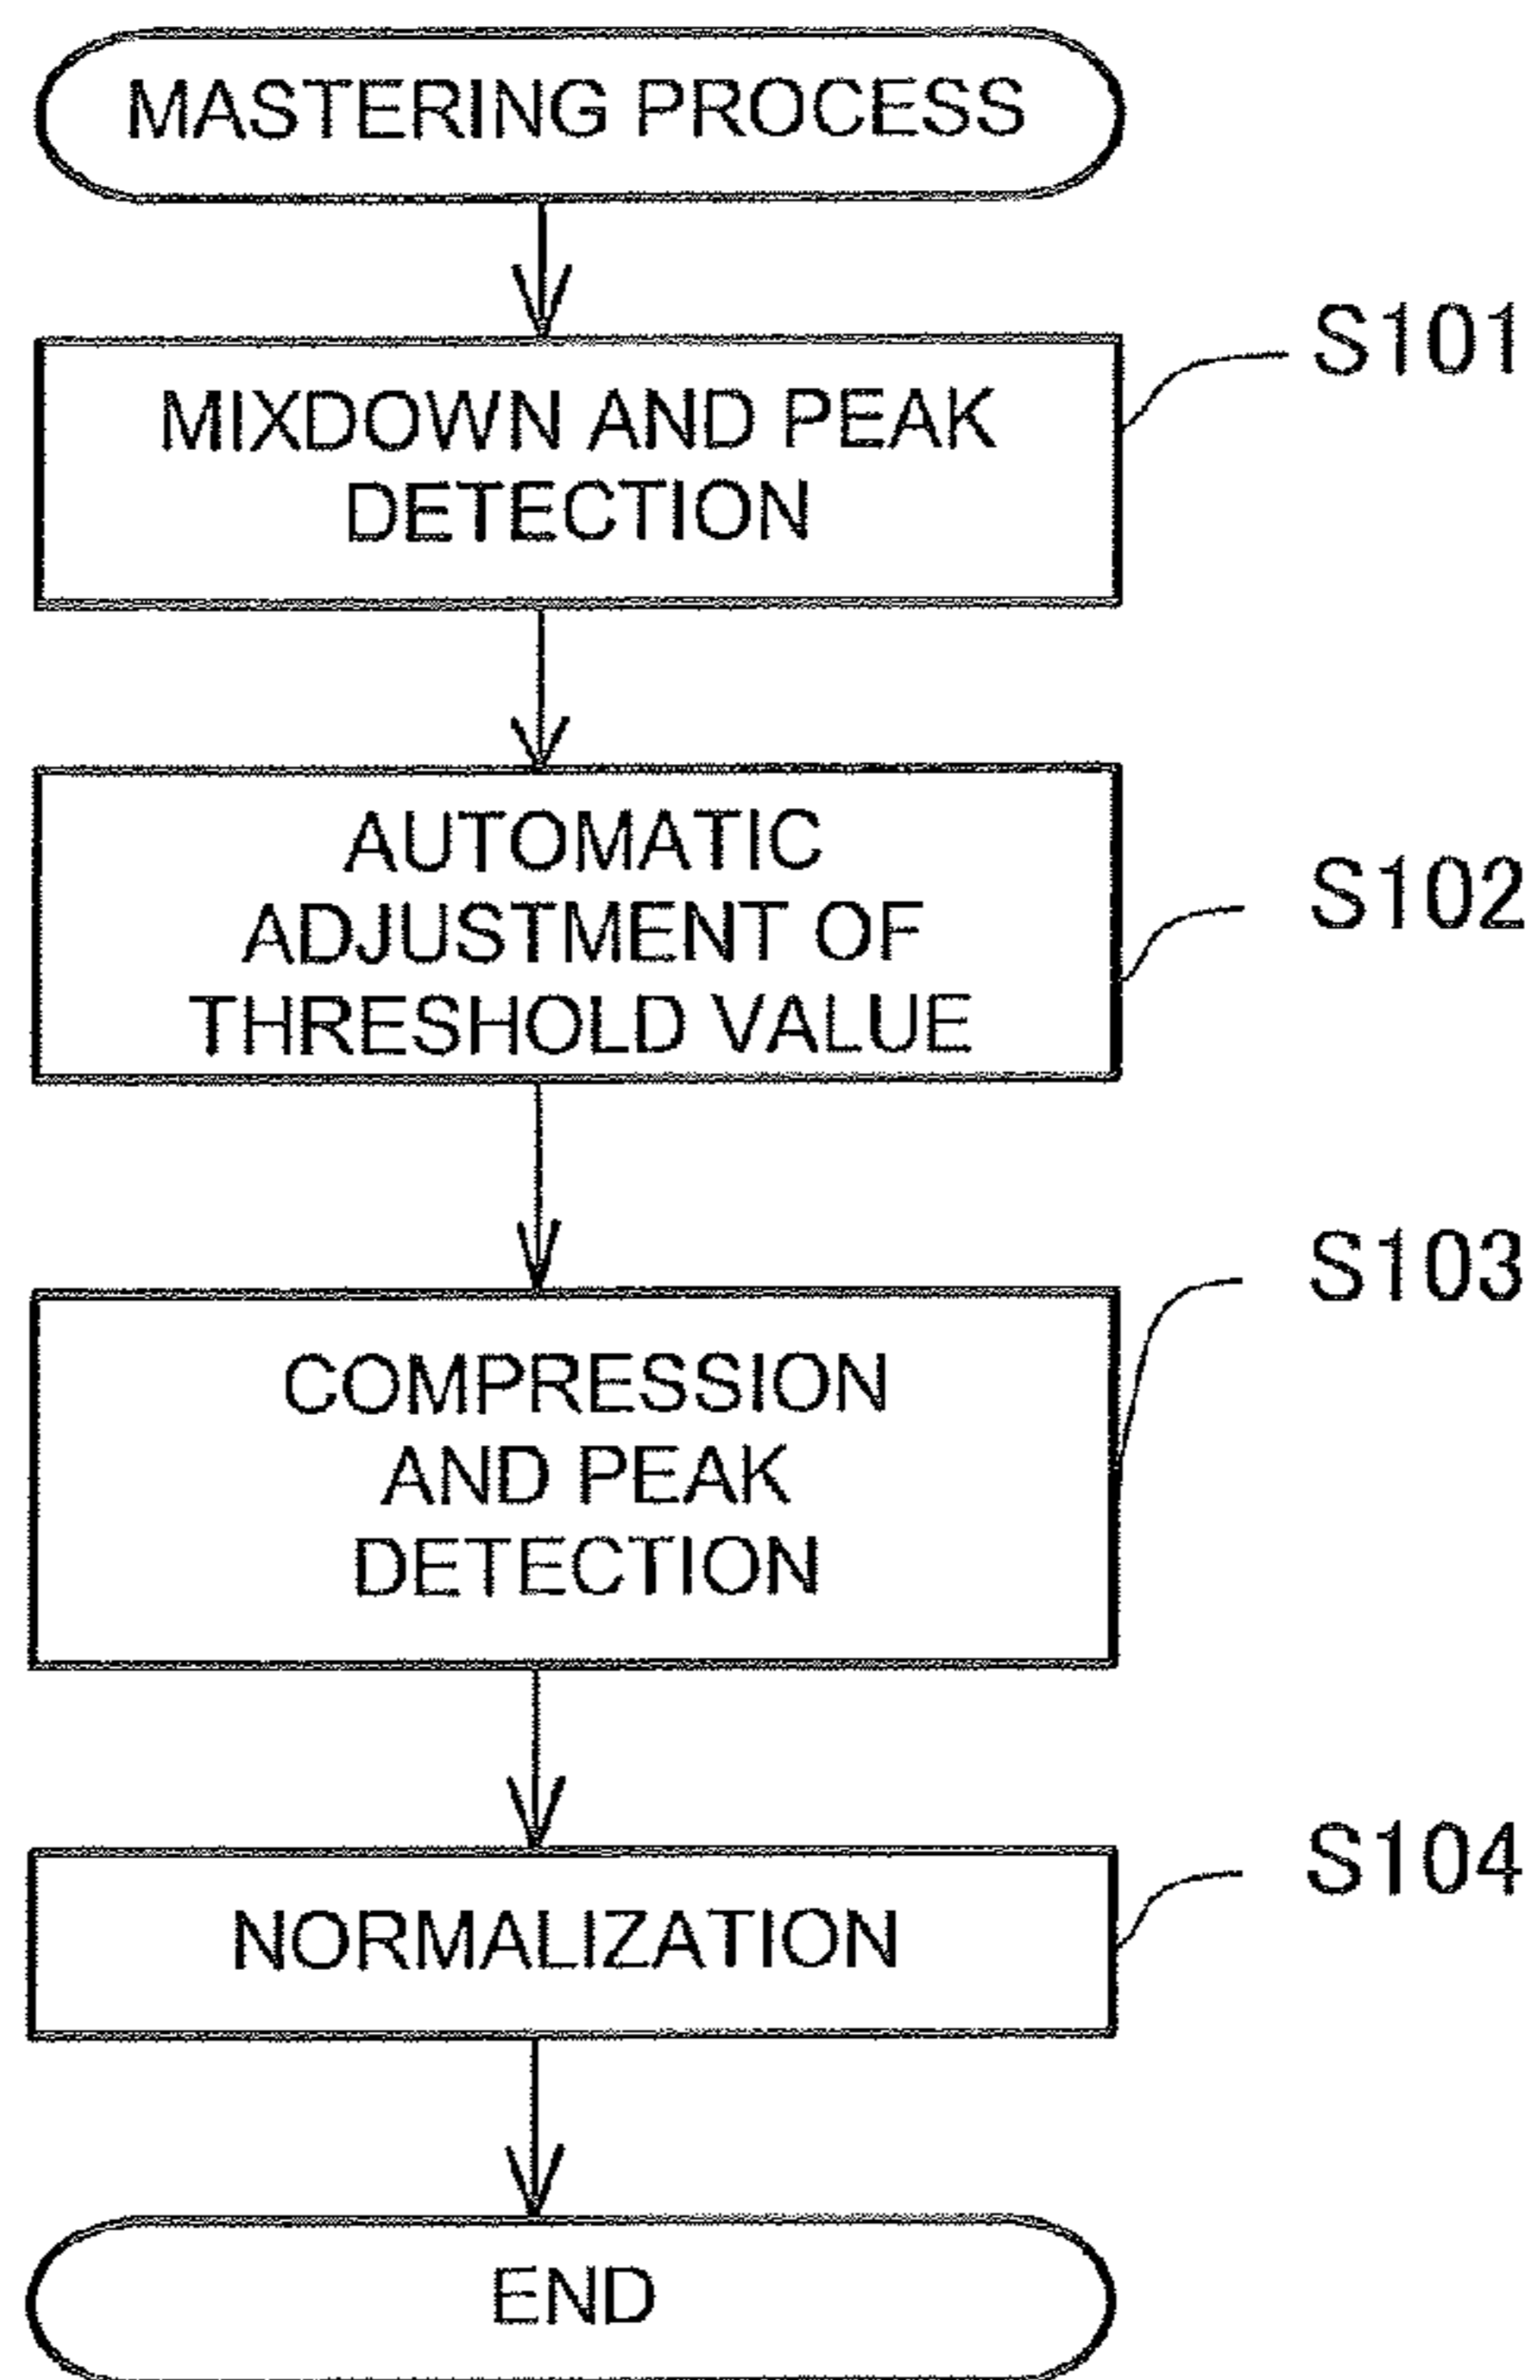 MASTERING PROCESS
S101
MIXDOWN AND PEAK
DETECTION
AUTOMATIC
S102
ADJUSTMENT OF
THRESHOLD VALUE
S103
COMPRESSION
AND PEAK
DETECTION
S104
NORMALIZATION
END